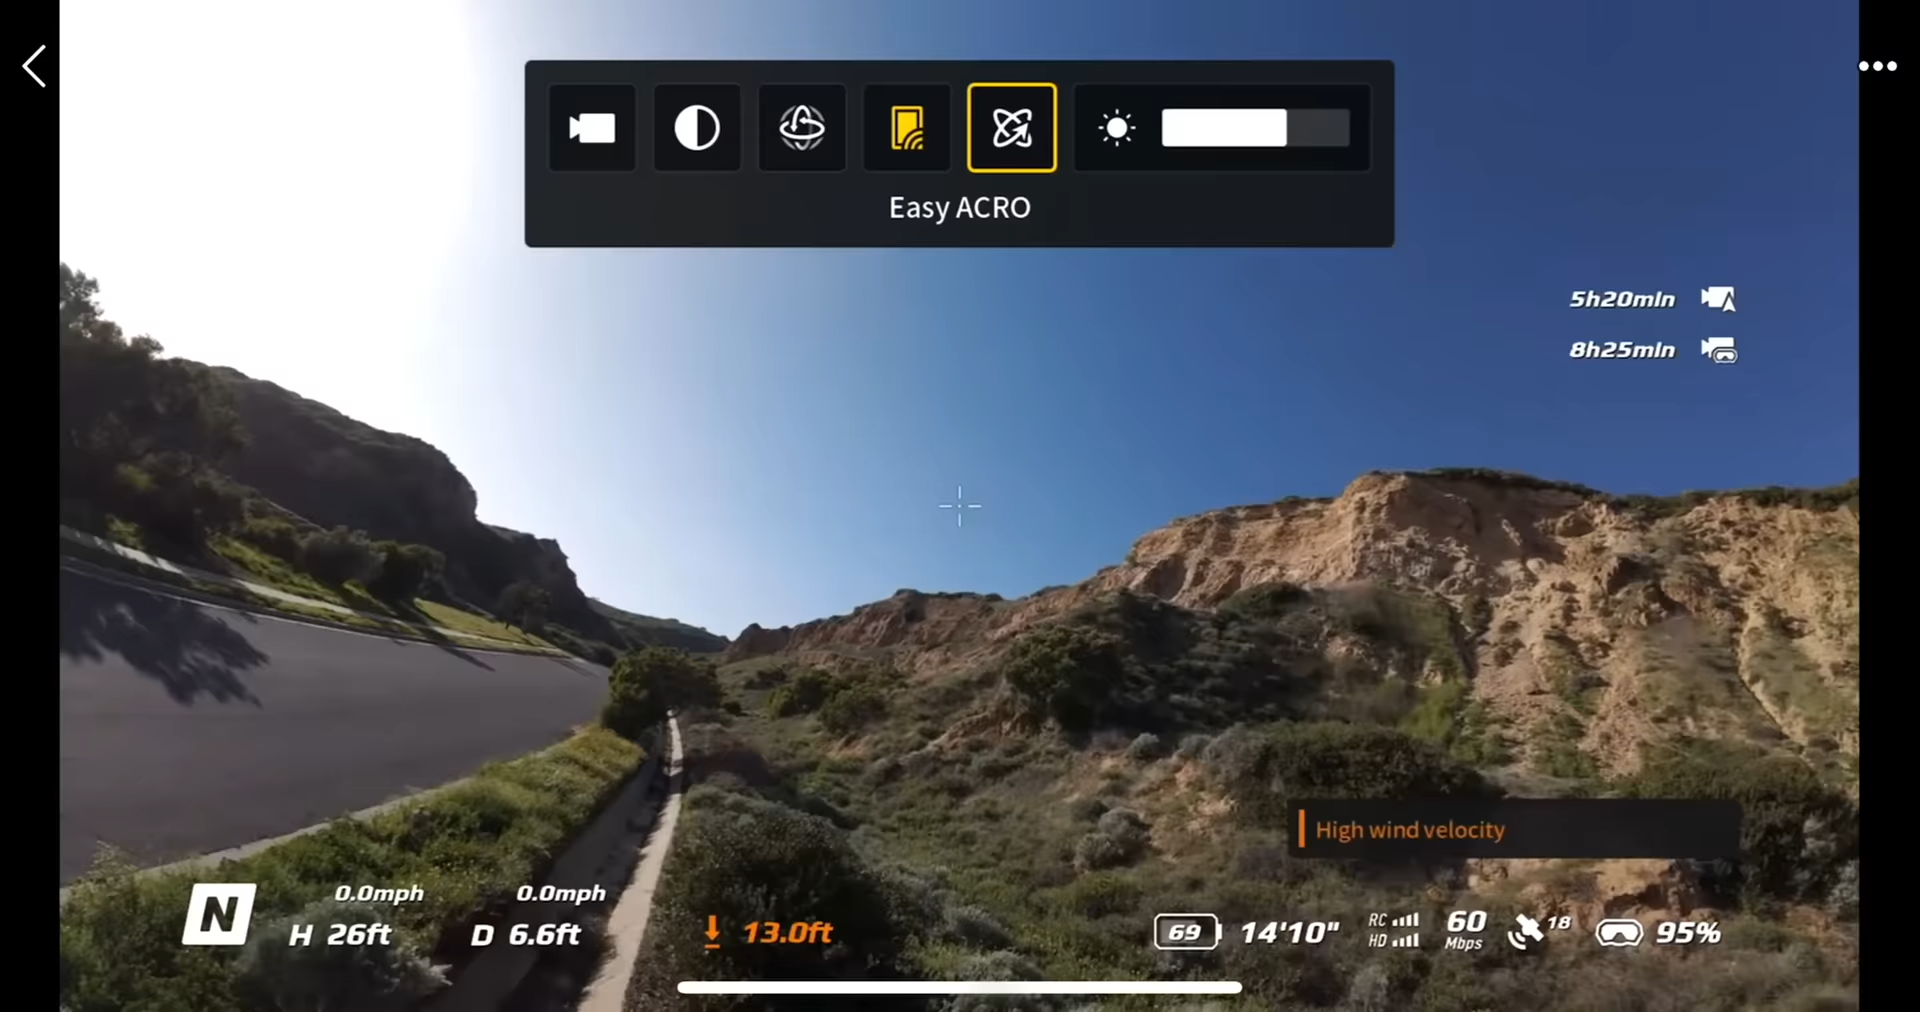 Easy ACRO
5h20min
8h25min
High wind velocity
N
0.0mph
0.0mph
H 26ft
D 6.6ft
13.0ft
69
14'10"
RC
HD
60
Mbps
18
95%